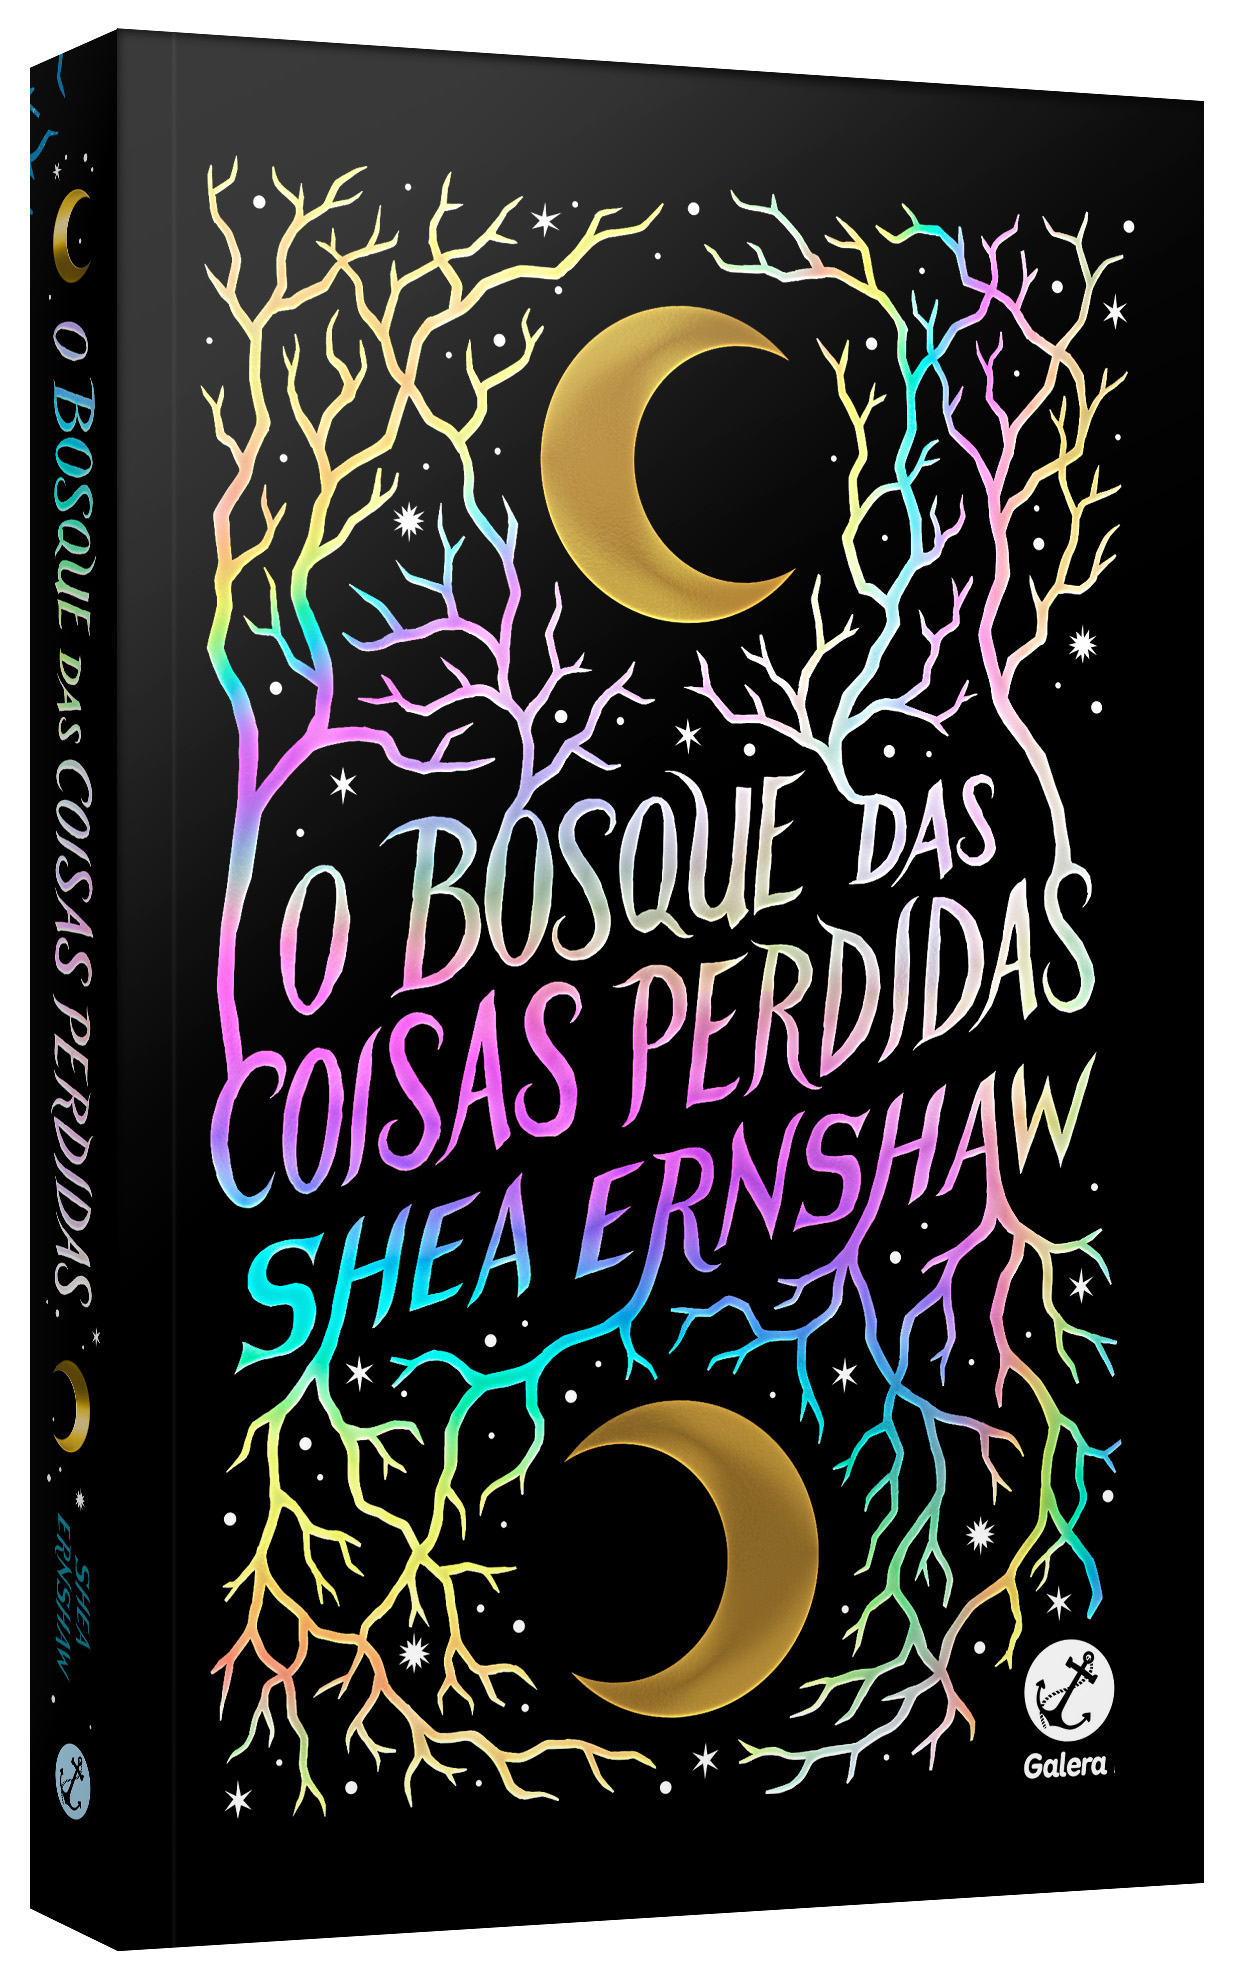 O BOSQUE DAS
COISAS PERDIDAS
SHEA ERNSHAW
Galera
O BOSQUE DAS COISAS PERDIDAS
SHEA
ERNSHAW